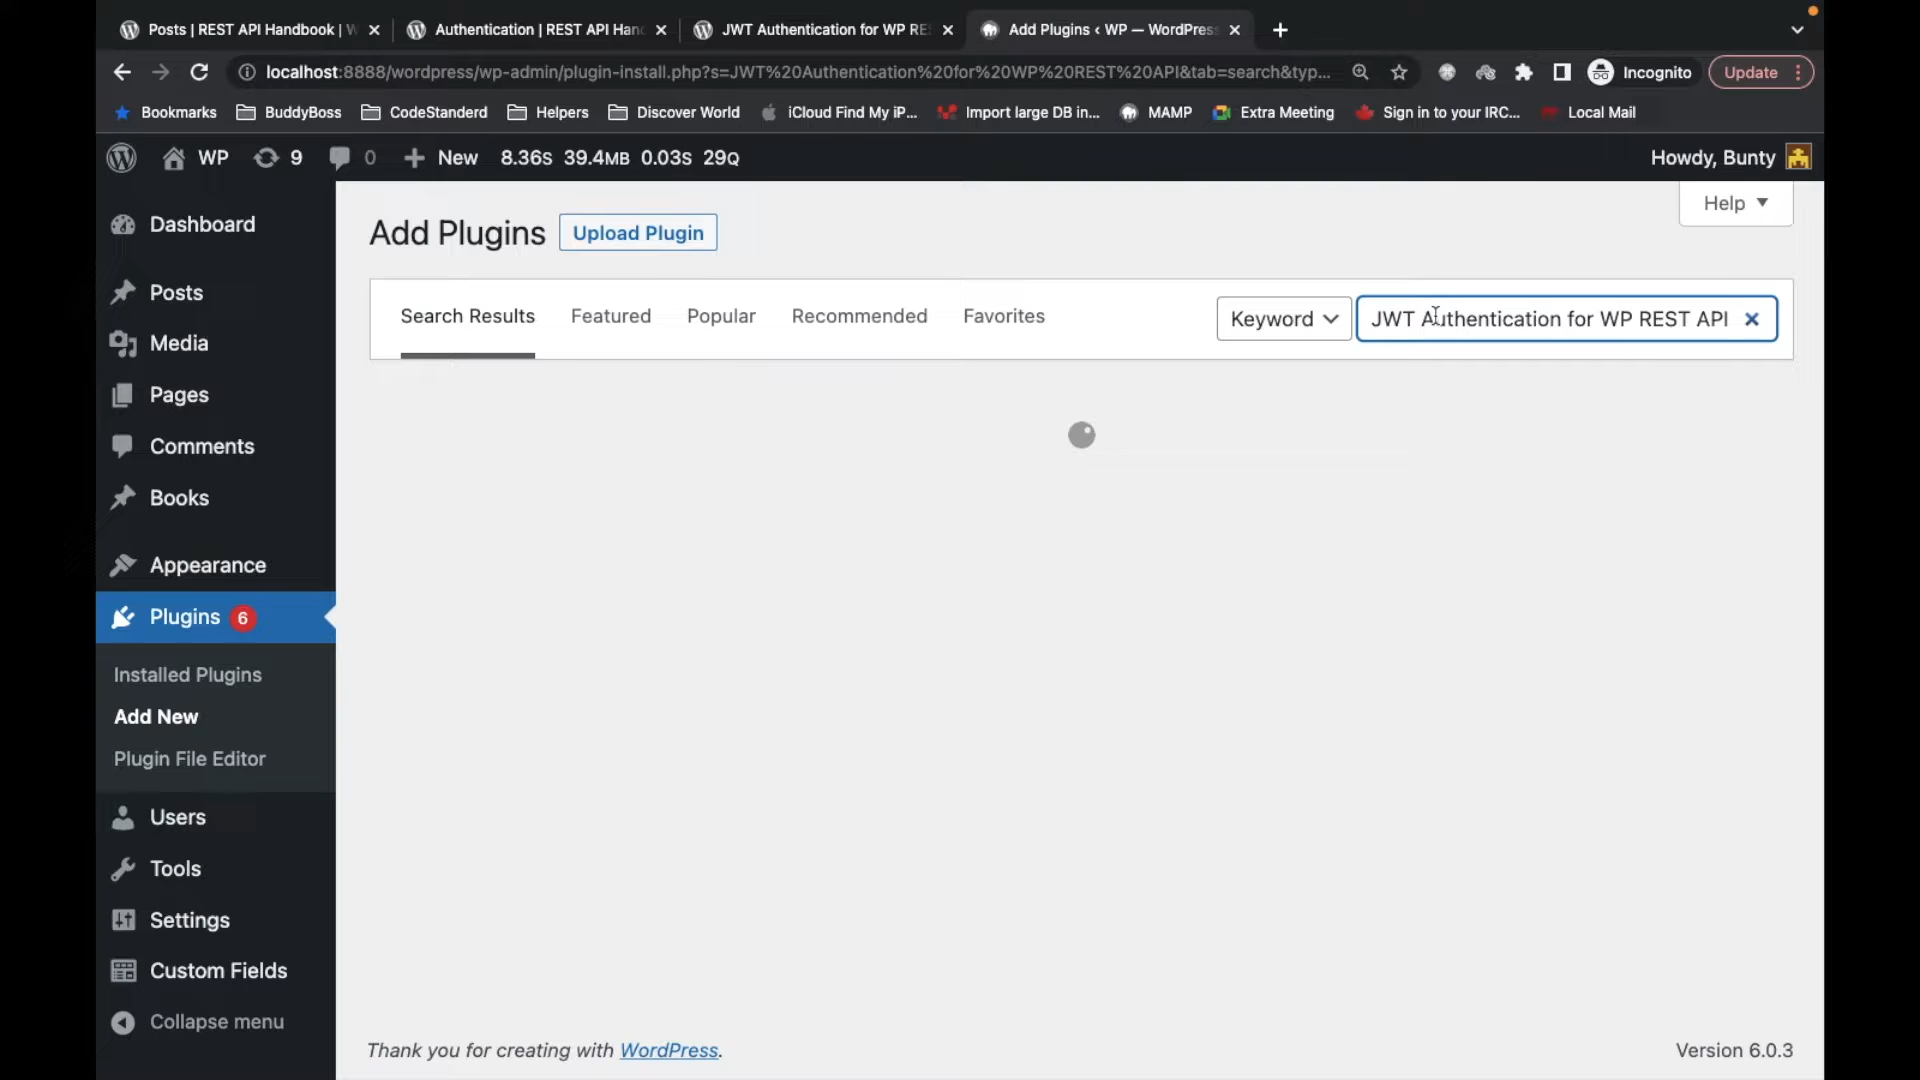 Posts | REST API Handbook | W
Authentication | REST API Han
JWT Authentication for WP RE
Add Plugins ‹ WP — WordPress
localhost:8888/wordpress/wp-admin/plugin-install.php?s=JWT%20Authentication%20for%20WP%20REST%20API&tab=search&typ...
Incognito
Update
Bookmarks
BuddyBoss
CodeStanderd
Helpers
Discover World
iCloud Find My iP...
Import large DB in...
MAMP
Extra Meeting
Sign in to your IRC...
Local Mail
WP
9
0
New
8.36S 39.4MB 0.03S 29Q
Howdy, Bunty
Dashboard
Posts
Media
Pages
Comments
Books
Appearance
Plugins 6
Installed Plugins
Add New
Plugin File Editor
Users
Tools
Settings
Custom Fields
Collapse menu
Help
Add Plugins
Upload Plugin
Search Results
Featured
Popular
Recommended
Favorites
Keyword
JWT Authentication for WP REST API
Thank you for creating with WordPress.
Version 6.0.3